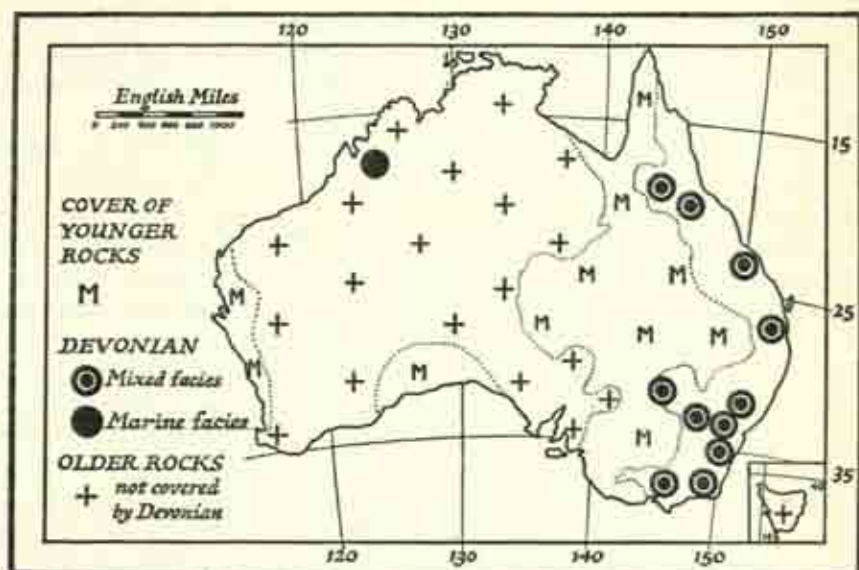 120
130
140
150
English Miles
15
COVER OF
YOUNGER
ROCKS
M
M
M
M
M
M
M
M
M
M
M
M
25
DEVONIAN
Mixed facies
Marine facies
OLDER ROCKS
not covered
by Devonian
M
35
40
120
130
140
150